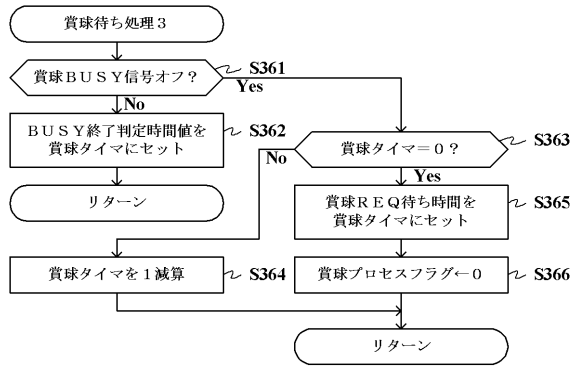 賞球待ち処理３
賞球ＢＵＳＹ信号オフ？
S361
Yes
No
ＢＵＳＹ終了判定時間値を
賞球タイマにセット
S362
リターン
賞球タイマ＝０？
S363
No
Yes
賞球ＲＥＱ待ち時間を
賞球タイマにセット
S365
賞球タイマを１減算
S364
賞球プロセスフラグ←０
S366
リターン